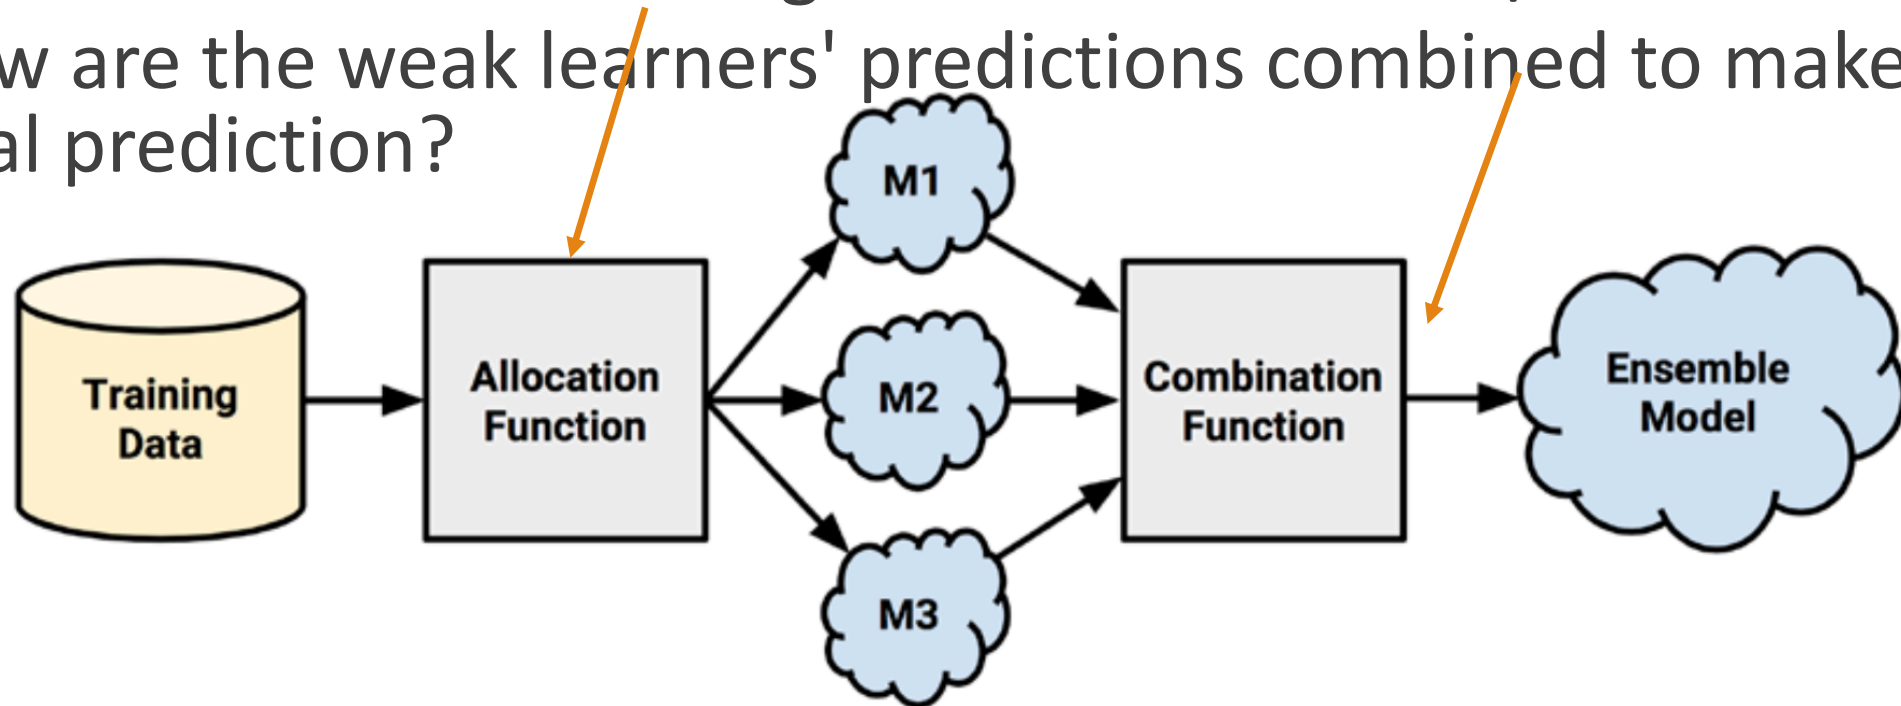 are the weak learners' predictions combined to make
prediction?
M1
Training
Data
Allocation
Function
M2
Combination
Function
Ensemble
Model
M3